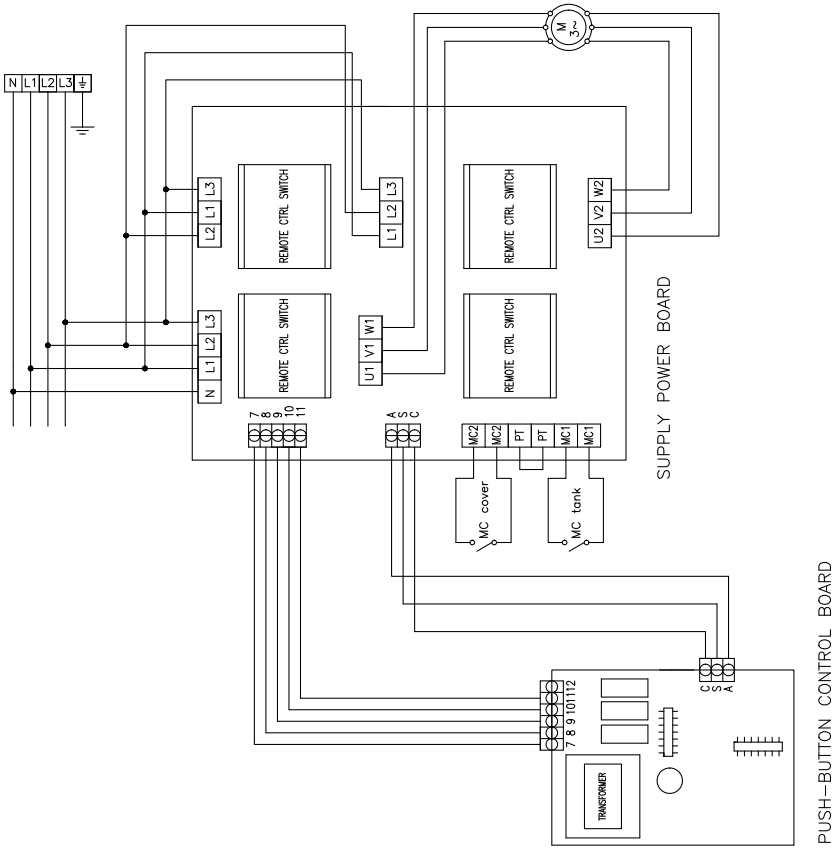 M
3~
N L1 L2 L3
L3
L1
L2
REMOTE CTRL SWITCH
L3
L2
L1
REMOTE CTRL SWITCH
W2
V2
U2
L3
L2
L1
N
REMOTE CTRL SWITCH
W1
V1
U1
REMOTE CTRL SWITCH
SUPPLY POWER BOARD
7
8
9
10
11
A
S
C
MC2
MC2
PT
PT
MC1
MC1
MC cover
MC tank
C
S
A
7 8 9 10 11 12
TRANSFORMER
PUSH-BUTTON CONTROL BOARD